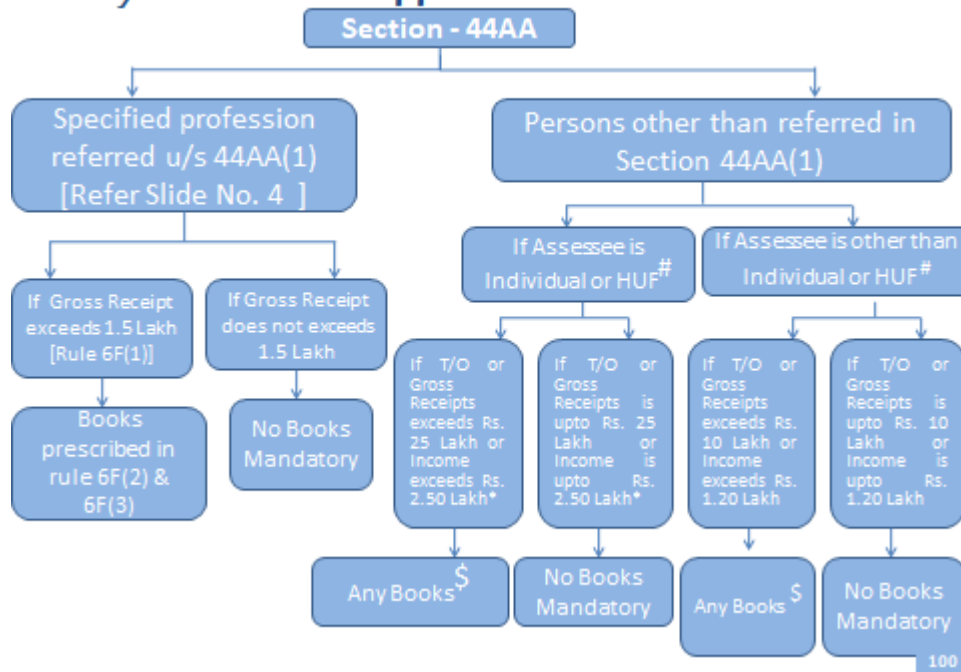 Section - 44AA
Specified profession
referred u/s 44AA(1)
[Refer Slide No. 4 ]
Persons other than referred in
Section 44AA(1)
If Gross Receipt
exceeds 1.5 Lakh
[Rule 6F(1)]
If Gross Receipt
does not exceeds
1.5 Lakh
If Assessee is
Individual or HUF#
If Assessee is other than
Individual or HUF#
Books
prescribed in
rule 6F(2) &
6F(3)
No Books
Mandatory
If T/O or
Gross
Receipts
exceeds Rs.
25 Lakh or
Income
exceeds Rs.
2.50 Lakh*
If T/O or
Gross
Receipts is
upto Rs. 25
Lakh or
Income is
upto Rs.
2.50 Lakh*
If T/O or
Gross
Receipts
exceeds Rs.
10 Lakh or
Income
exceeds Rs.
1.20 Lakh
If T/O or
Gross
Receipts is
upto Rs. 10
Lakh or
Income is
upto Rs.
1.20 Lakh
Any Books$
No Books
Mandatory
Any Books $
No Books
Mandatory
100